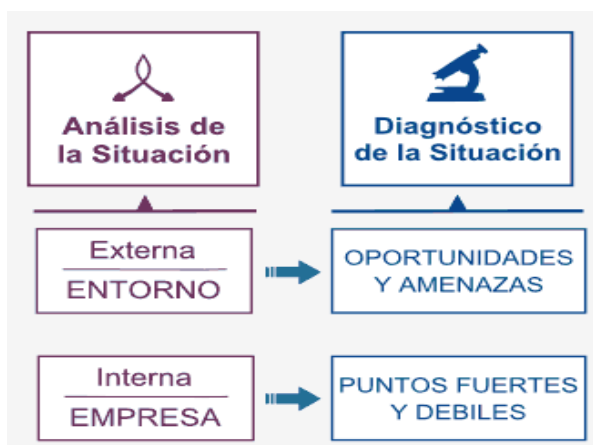 Análisis de
la Situación
Diagnóstico
de la Situación
Externa
ENTORNO
OPORTUNIDADES
Y AMENAZAS
Interna
EMPRESA
PUNTOS FUERTES
Y DEBILES